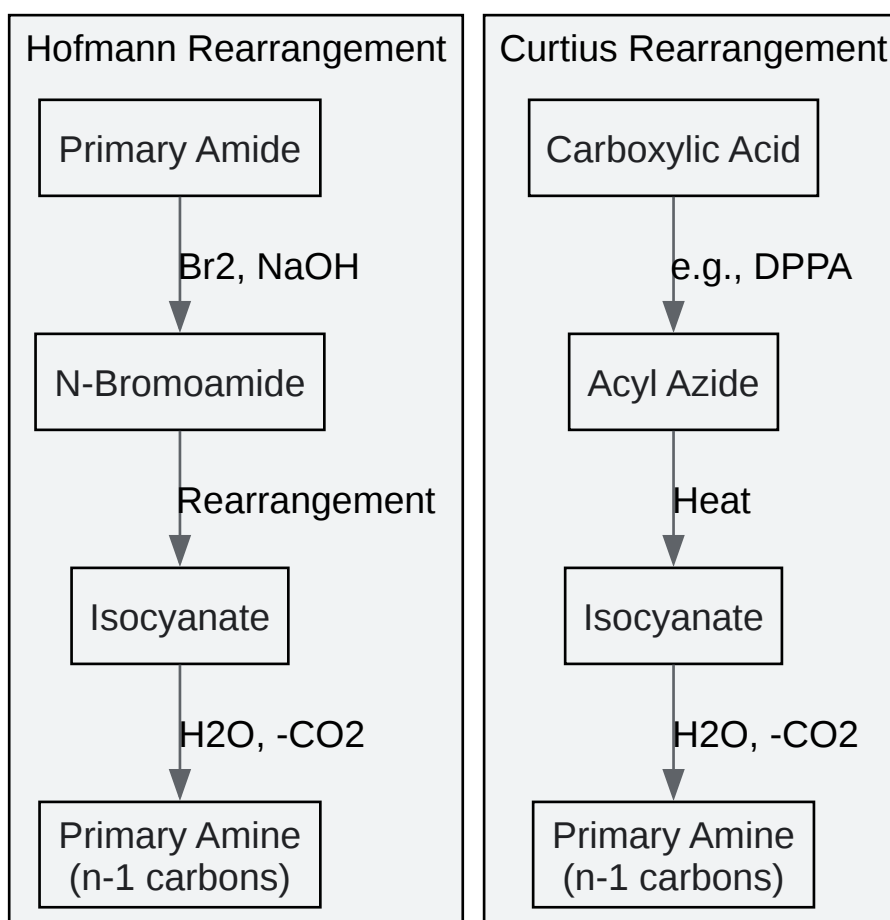 Hofmann Rearrangement
Primary Amide
Br2, NaOH
N-Bromoamide
Rearrangement
Isocyanate
H2O, -CO2
Primary Amine
(n-1 carbons)
Curtius Rearrangement
Carboxylic Acid
e.g., DPPA
Acyl Azide
Heat
Isocyanate
H2O, -CO2
Primary Amine
(n-1 carbons)